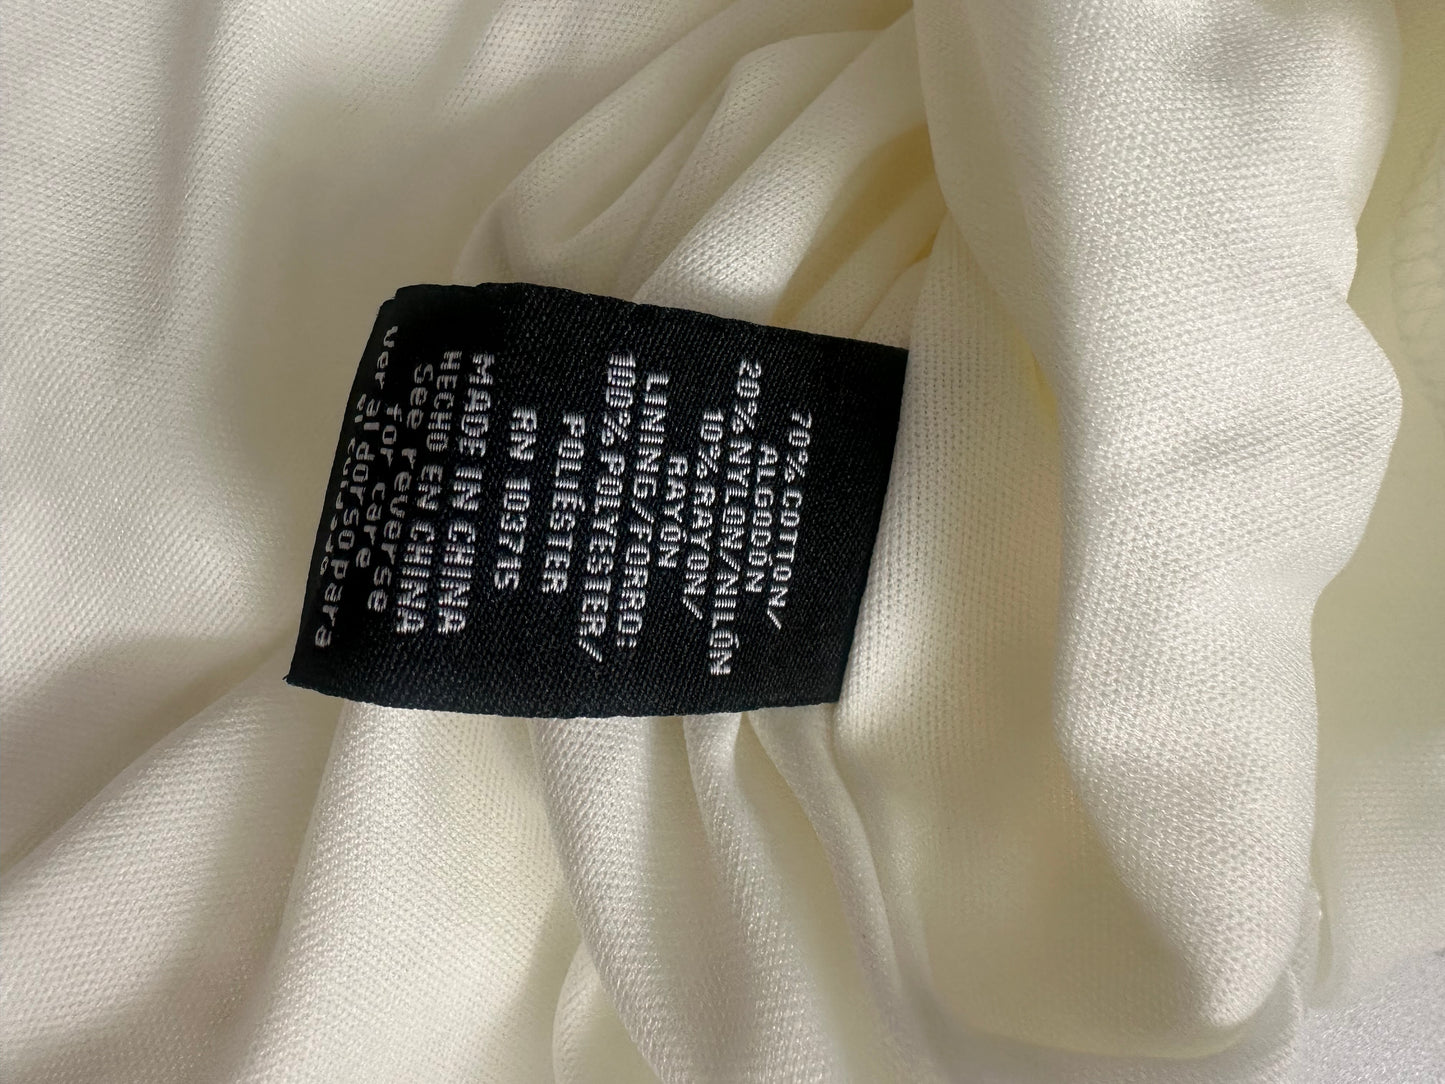 70% COTTON/
ALGODÓN
20% NYLON/NILÓN
10% RAYON/
RAYÓN
LINING/FORRO:
100% POLYESTER/
POLIÉSTER
RN 103715
MADE IN CHINA
HECHO EN CHINA
See reverse
for care
ver al dorso para